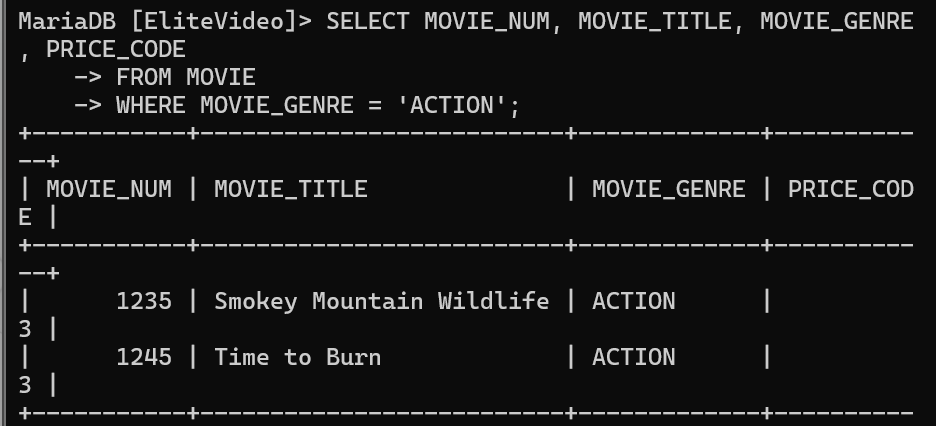 MariaDB [EliteVideo]> SELECT MOVIE_NUM, MOVIE_TITLE, MOVIE_GENRE
, PRICE_CODE
    -> FROM MOVIE
    -> WHERE MOVIE_GENRE = 'ACTION';
+-----------+--------------------------+-------------+----------
--+
| MOVIE_NUM | MOVIE_TITLE              | MOVIE_GENRE | PRICE_COD
E |
+-----------+--------------------------+-------------+----------
--+
|      1235 | Smokey Mountain Wildlife | ACTION      |
3 |
|      1245 | Time to Burn             | ACTION      |
3 |
+-----------+--------------------------+-------------+----------